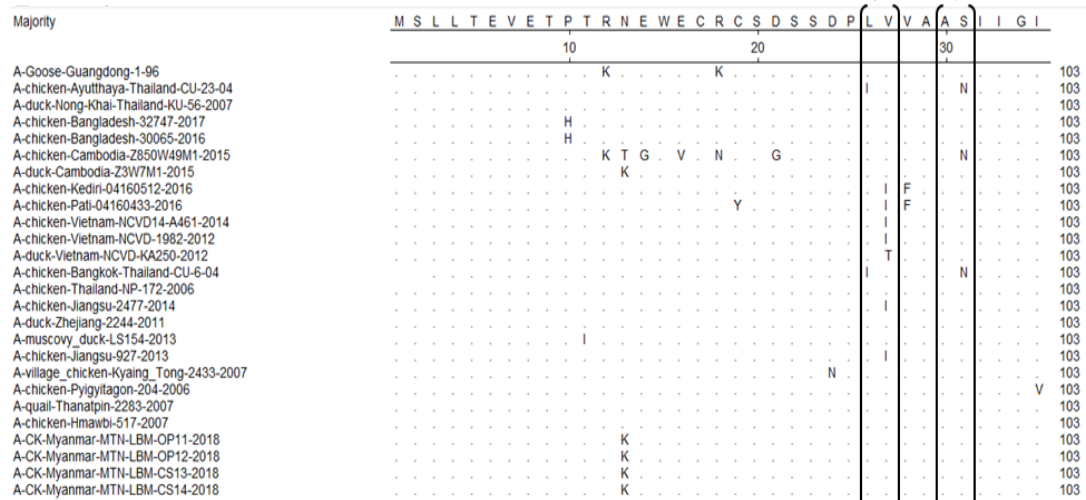 Majority M S L L T E V E T P T R N E W E C R C S D S S D P L V V A A S I I G I
10 20 30
A-Goose-Guangdong-1-96 . . . . . . . . . . . K . . . . . K . . . . . . . . . . . . . . . . . 103
A-chicken-Ayutthaya-Thailand-CU-23-04 . . . . . . . . . . . . . . . . . . . . . . . . . I . . . . N . . . . 103
A-duck-Nong-Khai-Thailand-KU-56-2007 . . . . . . . . . . . . . . . . . . . . . . . . . . . . . . . . . . . 103
A-chicken-Bangladesh-32747-2017 . . . . . . . . . H . . . . . . . . . . . . . . . . . . . . . . . . . 103
A-chicken-Bangladesh-30065-2016 . . . . . . . . . H . . . . . . . . . . . . . . . . . . . . . . . . . 103
A-chicken-Cambodia-Z850W49M1-2015 . . . . . . . . . . . K T G . V . N . . G . . . . . . . . . N . . . . 103
A-duck-Cambodia-Z3W7M1-2015 . . . . . . . . . . . . K . . . . . . . . . . . . . . . . . . . . . . 103
A-chicken-Kediri-04160512-2016 . . . . . . . . . . . . . . . . . . . . . . . . . . I F . . . . . . . 103
A-chicken-Pati-04160433-2016 . . . . . . . . . . . . . . . . . . Y . . . . . . . I F . . . . . . . 103
A-chicken-Vietnam-NCVD14-A461-2014 . . . . . . . . . . . . . . . . . . . . . . . . . . I . . . . . . . . 103
A-chicken-Vietnam-NCVD-1982-2012 . . . . . . . . . . . . . . . . . . . . . . . . . . I . . . . . . . . 103
A-duck-Vietnam-NCVD-KA250-2012 . . . . . . . . . . . . . . . . . . . . . . . . . . T . . . . . . . . 103
A-chicken-Bangkok-Thailand-CU-6-04 . . . . . . . . . . . . . . . . . . . . . . . . . I . . . . N . . . . 103
A-chicken-Thailand-NP-172-2006 . . . . . . . . . . . . . . . . . . . . . . . . . . . . . . . . . . . 103
A-chicken-Jiangsu-2477-2014 . . . . . . . . . . . . . . . . . . . . . . . . . . I . . . . . . . . 103
A-duck-Zhejiang-2244-2011 . . . . . . . . . . . . . . . . . . . . . . . . . . . . . . . . . . . 103
A-muscovy_duck-LS154-2013 . . . . . . . . . . I . . . . . . . . . . . . . . . . . . . . . . . . 103
A-chicken-Jiangsu-927-2013 . . . . . . . . . . . . . . . . . . . . . . . . . . I . . . . . . . . 103
A-village_chicken-Kyaing_Tong-2433-2007 . . . . . . . . . . . . . . . . . . . . . . . N . . . . . . . . . . . 103
A-chicken-Pyigyitagon-204-2006 . . . . . . . . . . . . . . . . . . . . . . . . . . . . . . . . . . V 103
A-quail-Thanatpin-2283-2007 . . . . . . . . . . . . . . . . . . . . . . . . . . . . . . . . . . . 103
A-chicken-Hmawbi-517-2007 . . . . . . . . . . . . . . . . . . . . . . . . . . . . . . . . . . . 103
A-CK-Myanmar-MTN-LBM-OP11-2018 . . . . . . . . . . . . K . . . . . . . . . . . . . . . . . . . . . . 103
A-CK-Myanmar-MTN-LBM-OP12-2018 . . . . . . . . . . . . K . . . . . . . . . . . . . . . . . . . . . . 103
A-CK-Myanmar-MTN-LBM-CS13-2018 . . . . . . . . . . . . K . . . . . . . . . . . . . . . . . . . . . . 103
A-CK-Myanmar-MTN-LBM-CS14-2018 . . . . . . . . . . . . K . . . . . . . . . . . . . . . . . . . . . . 103